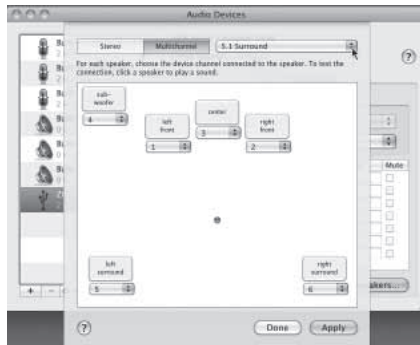 Audio Devices
Stereo
Multichannel
5.1 Surround
For each speaker, choose the device channel connected to the speaker. To test the
connection, click a speaker to play a sound.
sub-
woofer
4
center
3
left
front
1
right
front
2
Mute
left
surround
5
right
surround
6
+ -
?
?
Done
Apply